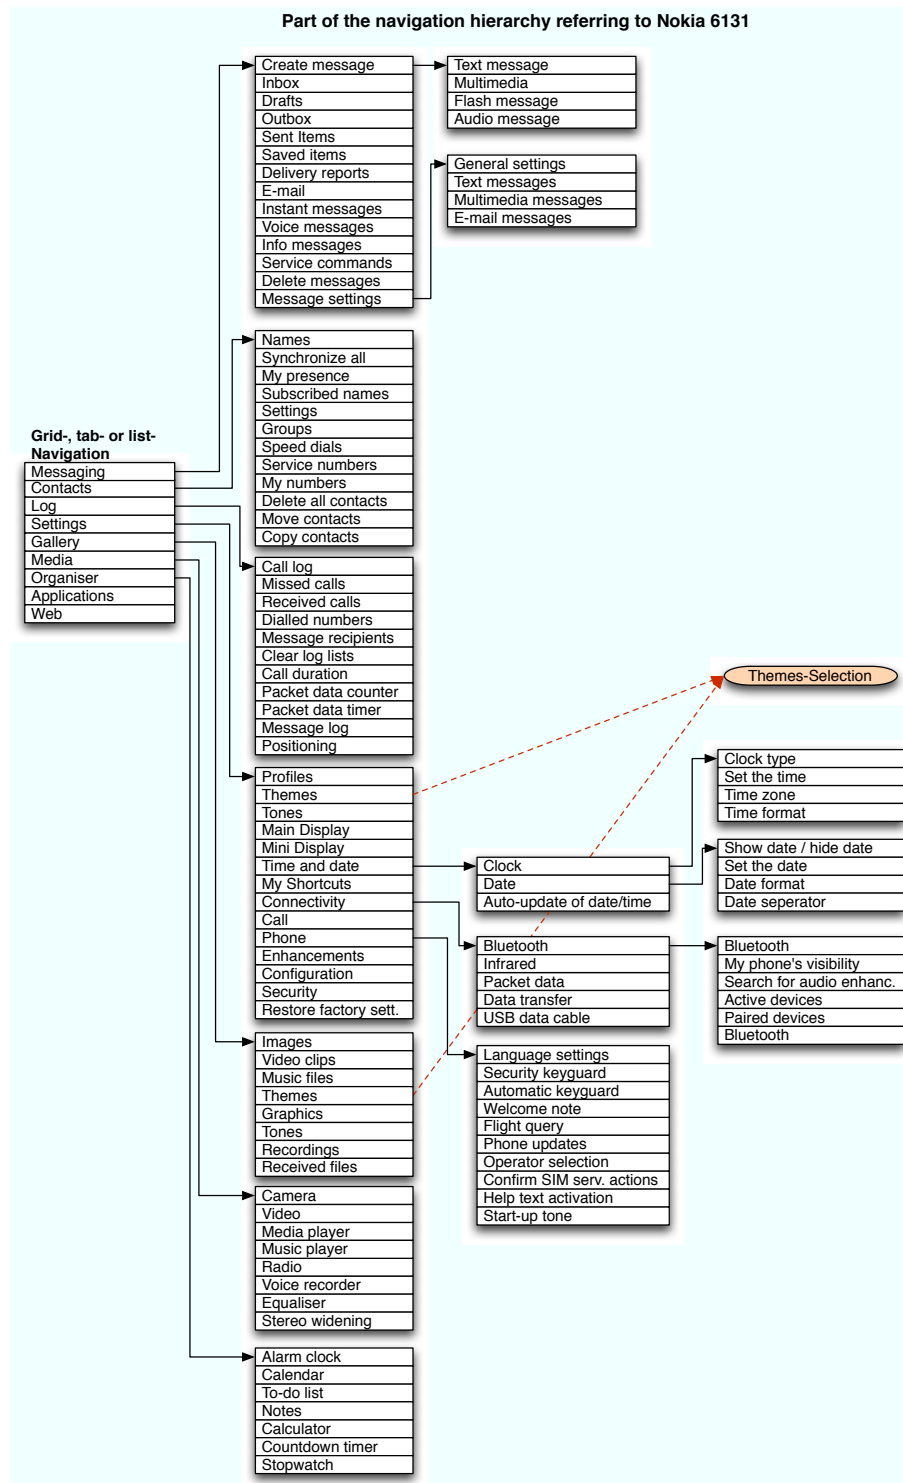 Part of the navigation hierarchy referring to Nokia 6131
Create message
Inbox
Drafts
Outbox
Sent Items
Saved items
Delivery reports
E-mail
Instant messages
Voice messages
Info messages
Service commands
Delete messages
Message settings
Text message
Multimedia
Flash message
Audio message
General settings
Text messages
Multimedia messages
E-mail messages
Names
Synchronize all
My presence
Subscribed names
Settings
Groups
Speed dials
Service numbers
My numbers
Delete all contacts
Move contacts
Copy contacts
Grid-, tab- or list-
Navigation
Messaging
Contacts
Log
Settings
Gallery
Media
Organiser
Applications
Web
Call log
Missed calls
Received calls
Dialled numbers
Message recipients
Clear log lists
Call duration
Packet data counter
Packet data timer
Message log
Positioning
Themes-Selection
Profiles
Themes
Tones
Main Display
Mini Display
Time and date
My Shortcuts
Connectivity
Call
Phone
Enhancements
Configuration
Security
Restore factory sett.
Clock
Date
Auto-update of date/time
Clock type
Set the time
Time zone
Time format
Show date / hide date
Set the date
Date format
Date seperator
Bluetooth
Infrared
Packet data
Data transfer
USB data cable
Bluetooth
My phone's visibility
Search for audio enhanc.
Active devices
Paired devices
Bluetooth
Language settings
Security keyguard
Automatic keyguard
Welcome note
Flight query
Phone updates
Operator selection
Confirm SIM serv. actions
Help text activation
Start-up tone
Images
Video clips
Music files
Themes
Graphics
Tones
Recordings
Received files
Camera
Video
Media player
Music player
Radio
Voice recorder
Equaliser
Stereo widening
Alarm clock
Calendar
To-do list
Notes
Calculator
Countdown timer
Stopwatch